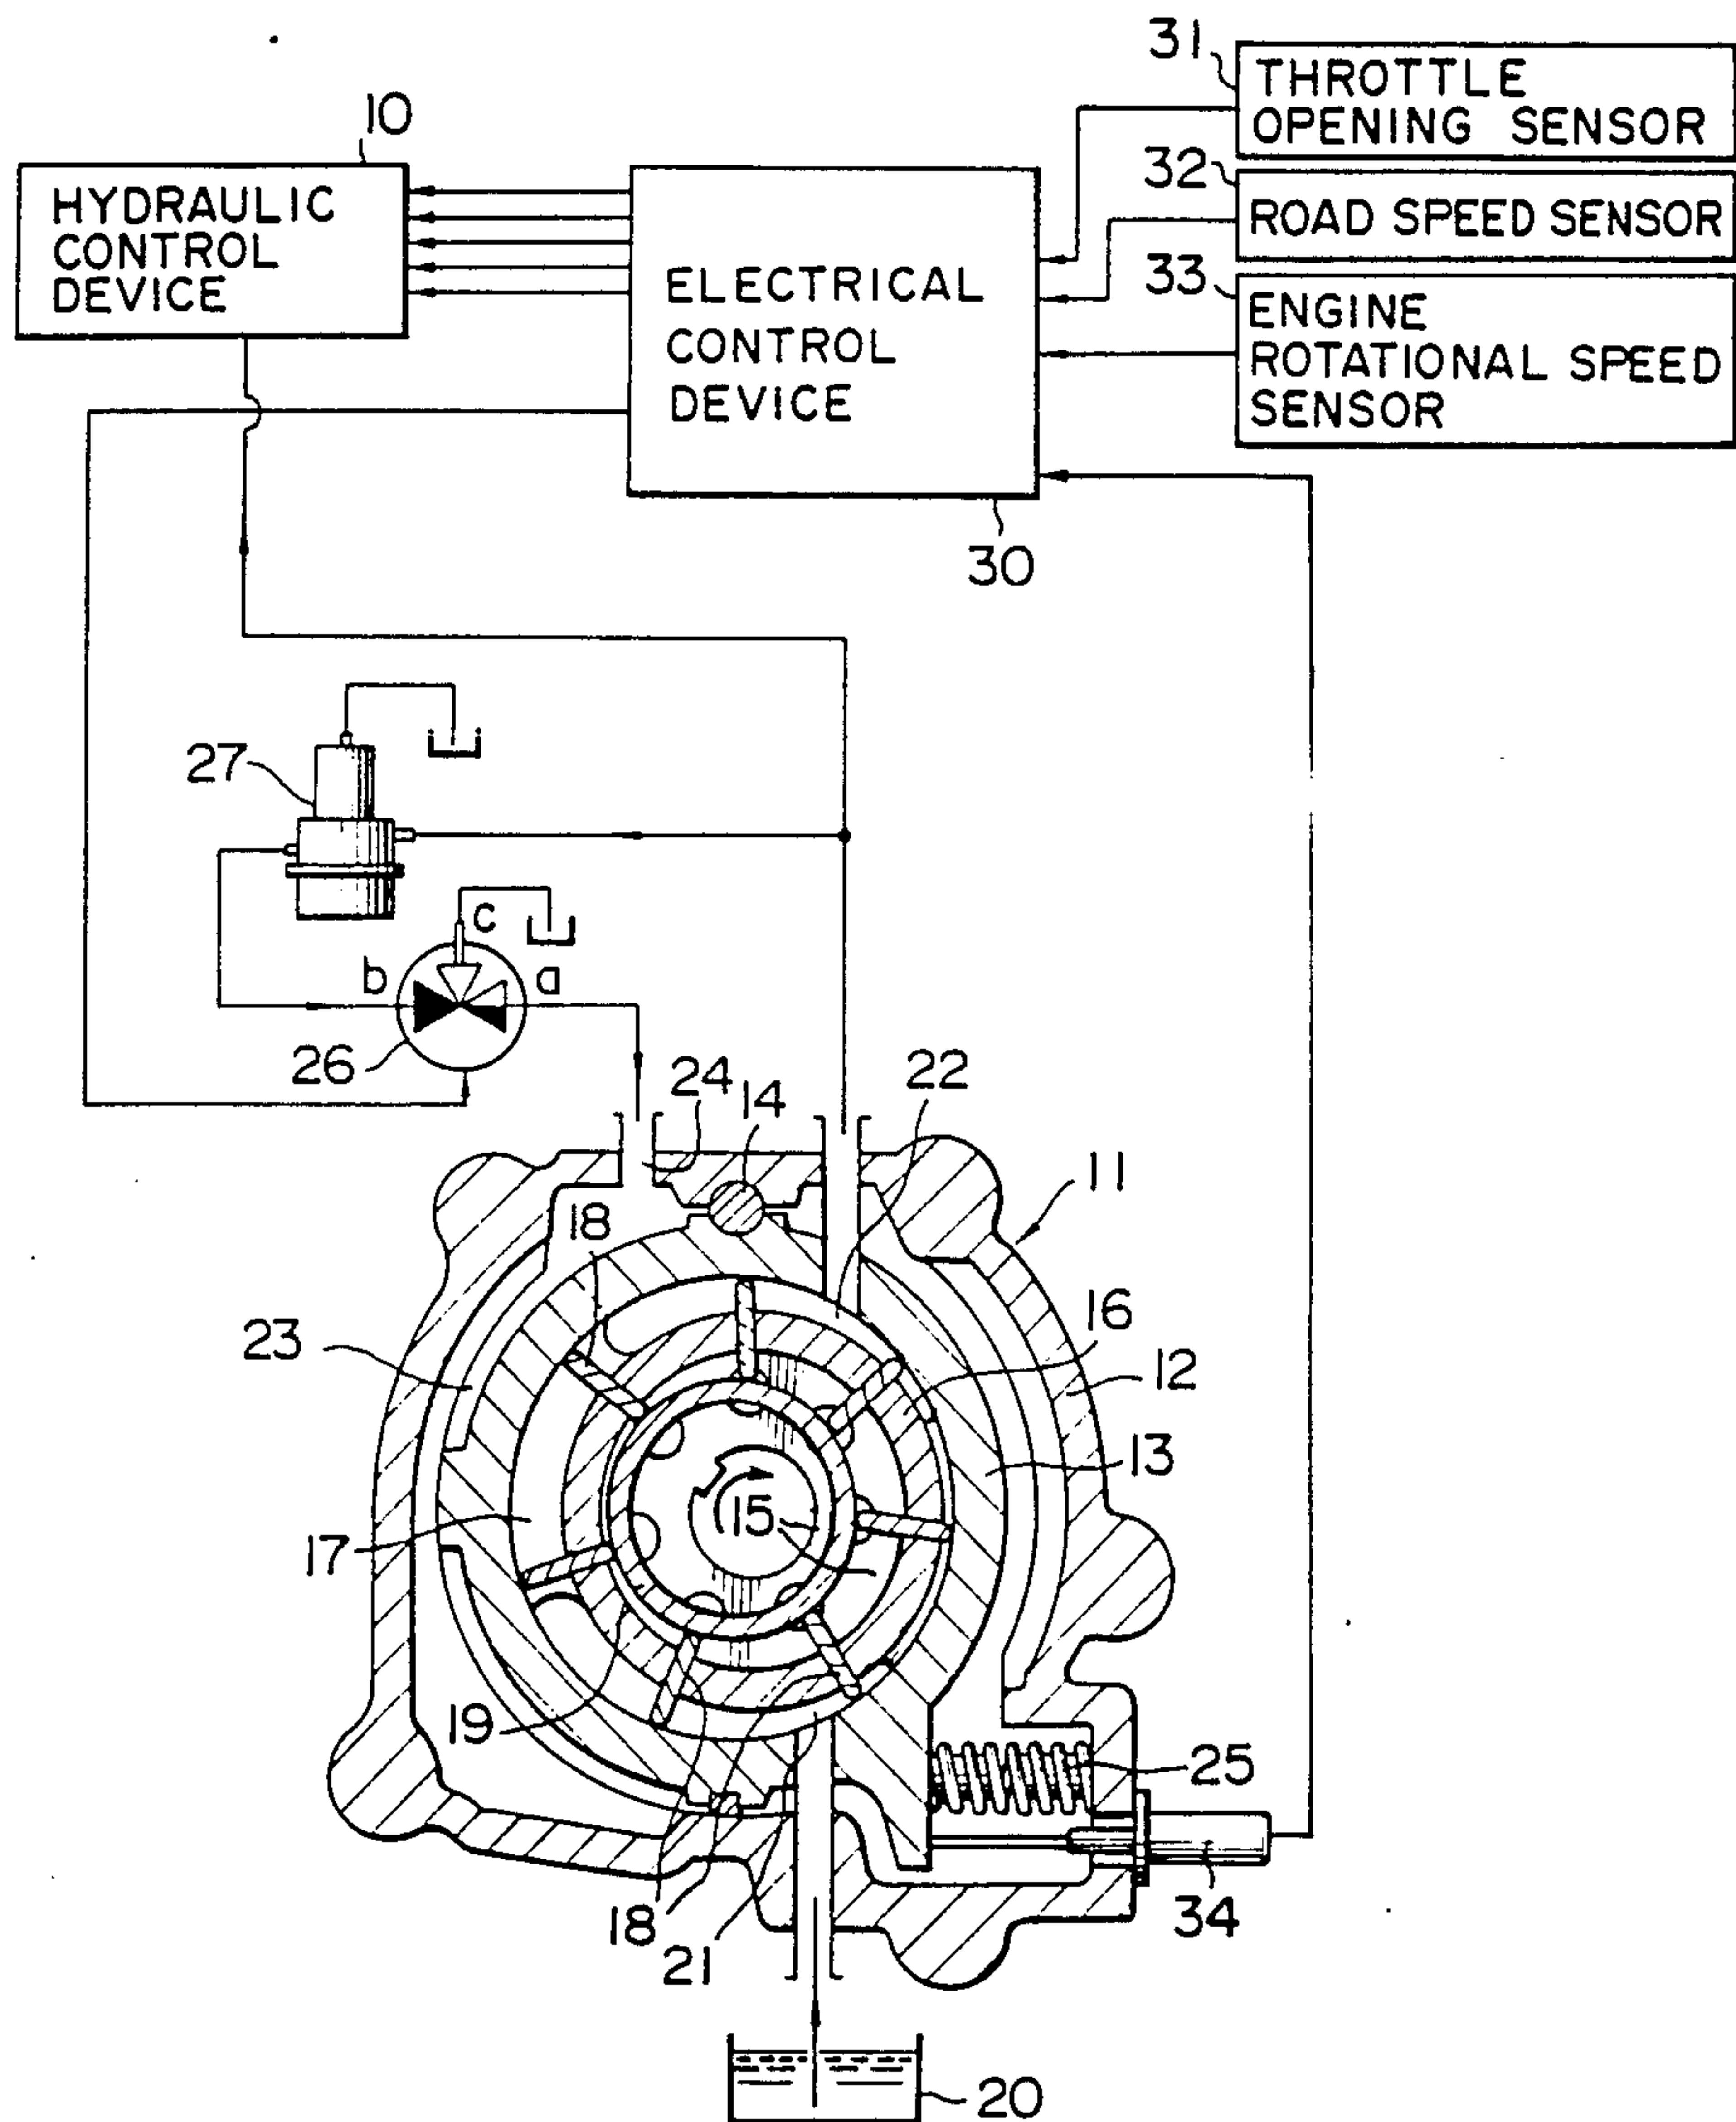 31
THROTTLE
OPENING SENSOR
10
HYDRAULIC
CONTROL
DEVICE
32
ROAD SPEED SENSOR
33
ENGINE
ROTATIONAL SPEED
SENSOR
ELECTRICAL
CONTROL
DEVICE
30
27
c
b
a
26
24
14
22
11
18
16
23
12
13
15
17
19
25
18
21
34
20